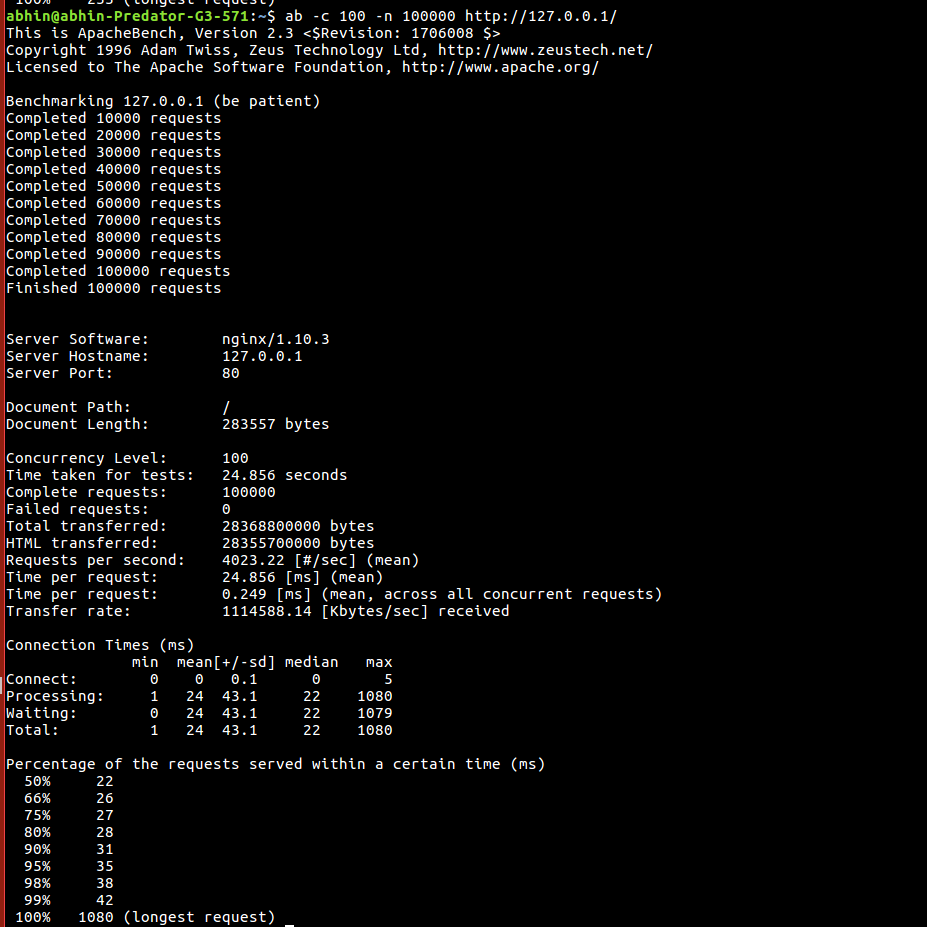 100%    255 (longest request)
abhin@abhin-Predator-G3-571:~$ ab -c 100 -n 100000 http://127.0.0.1/
This is ApacheBench, Version 2.3 <$Revision: 1706008 $>
Copyright 1996 Adam Twiss, Zeus Technology Ltd, http://www.zeustech.net/
Licensed to The Apache Software Foundation, http://www.apache.org/

Benchmarking 127.0.0.1 (be patient)
Completed 10000 requests
Completed 20000 requests
Completed 30000 requests
Completed 40000 requests
Completed 50000 requests
Completed 60000 requests
Completed 70000 requests
Completed 80000 requests
Completed 90000 requests
Completed 100000 requests
Finished 100000 requests


Server Software:        nginx/1.10.3
Server Hostname:        127.0.0.1
Server Port:            80

Document Path:          /
Document Length:        283557 bytes

Concurrency Level:      100
Time taken for tests:   24.856 seconds
Complete requests:      100000
Failed requests:        0
Total transferred:      28368800000 bytes
HTML transferred:       28355700000 bytes
Requests per second:    4023.22 [#/sec] (mean)
Time per request:       24.856 [ms] (mean)
Time per request:       0.249 [ms] (mean, across all concurrent requests)
Transfer rate:          1114588.14 [Kbytes/sec] received

Connection Times (ms)
              min  mean[+/-sd] median   max
Connect:        0    0   0.1      0       5
Processing:     1   24  43.1     22    1080
Waiting:        0   24  43.1     22    1079
Total:          1   24  43.1     22    1080

Percentage of the requests served within a certain time (ms)
  50%     22
  66%     26
  75%     27
  80%     28
  90%     31
  95%     35
  98%     38
  99%     42
 100%   1080 (longest request)